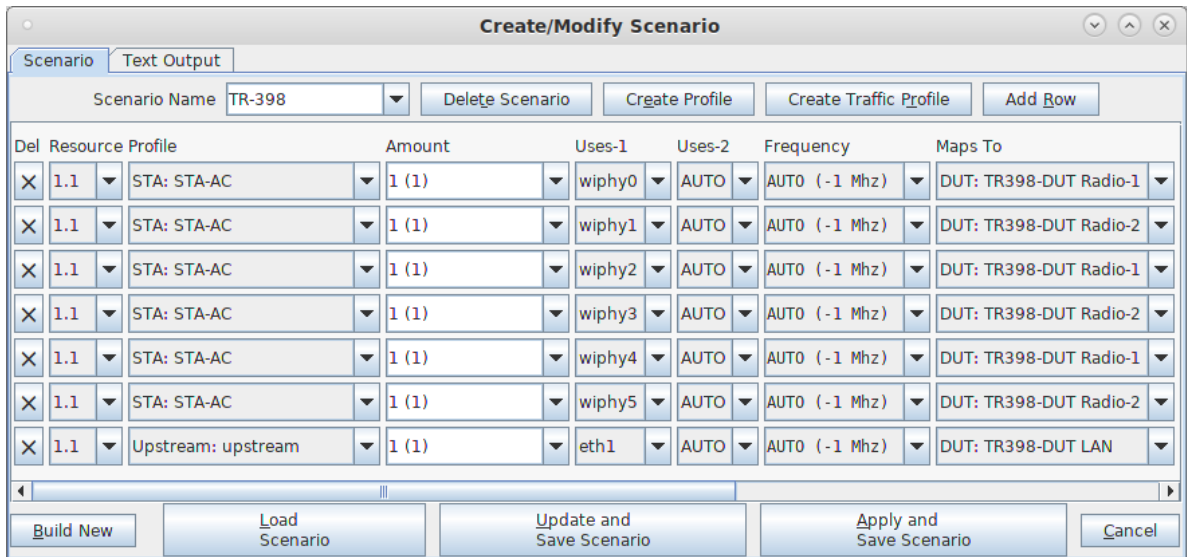 Create/Modify Scenario
Scenario Text Output
Scenario Name TR-398 Delete Scenario Create Profile Create Traffic Profile Add Row
Del Resource Profile Amount Uses-1 Uses-2 Frequency Maps To
1.1 STA: STA-AC 1 (1) wiphy0 AUTO AUTO (-1 Mhz) DUT: TR398-DUT Radio-1
1.1 STA: STA-AC 1 (1) wiphy1 AUTO AUTO (-1 Mhz) DUT: TR398-DUT Radio-2
1.1 STA: STA-AC 1 (1) wiphy2 AUTO AUTO (-1 Mhz) DUT: TR398-DUT Radio-1
1.1 STA: STA-AC 1 (1) wiphy3 AUTO AUTO (-1 Mhz) DUT: TR398-DUT Radio-2
1.1 STA: STA-AC 1 (1) wiphy4 AUTO AUTO (-1 Mhz) DUT: TR398-DUT Radio-1
1.1 STA: STA-AC 1 (1) wiphy5 AUTO AUTO (-1 Mhz) DUT: TR398-DUT Radio-2
1.1 Upstream: upstream 1 (1) eth1 AUTO AUTO (-1 Mhz) DUT: TR398-DUT LAN
Build New
Load
Scenario
Update and
Save Scenario
Apply and
Save Scenario
Cancel